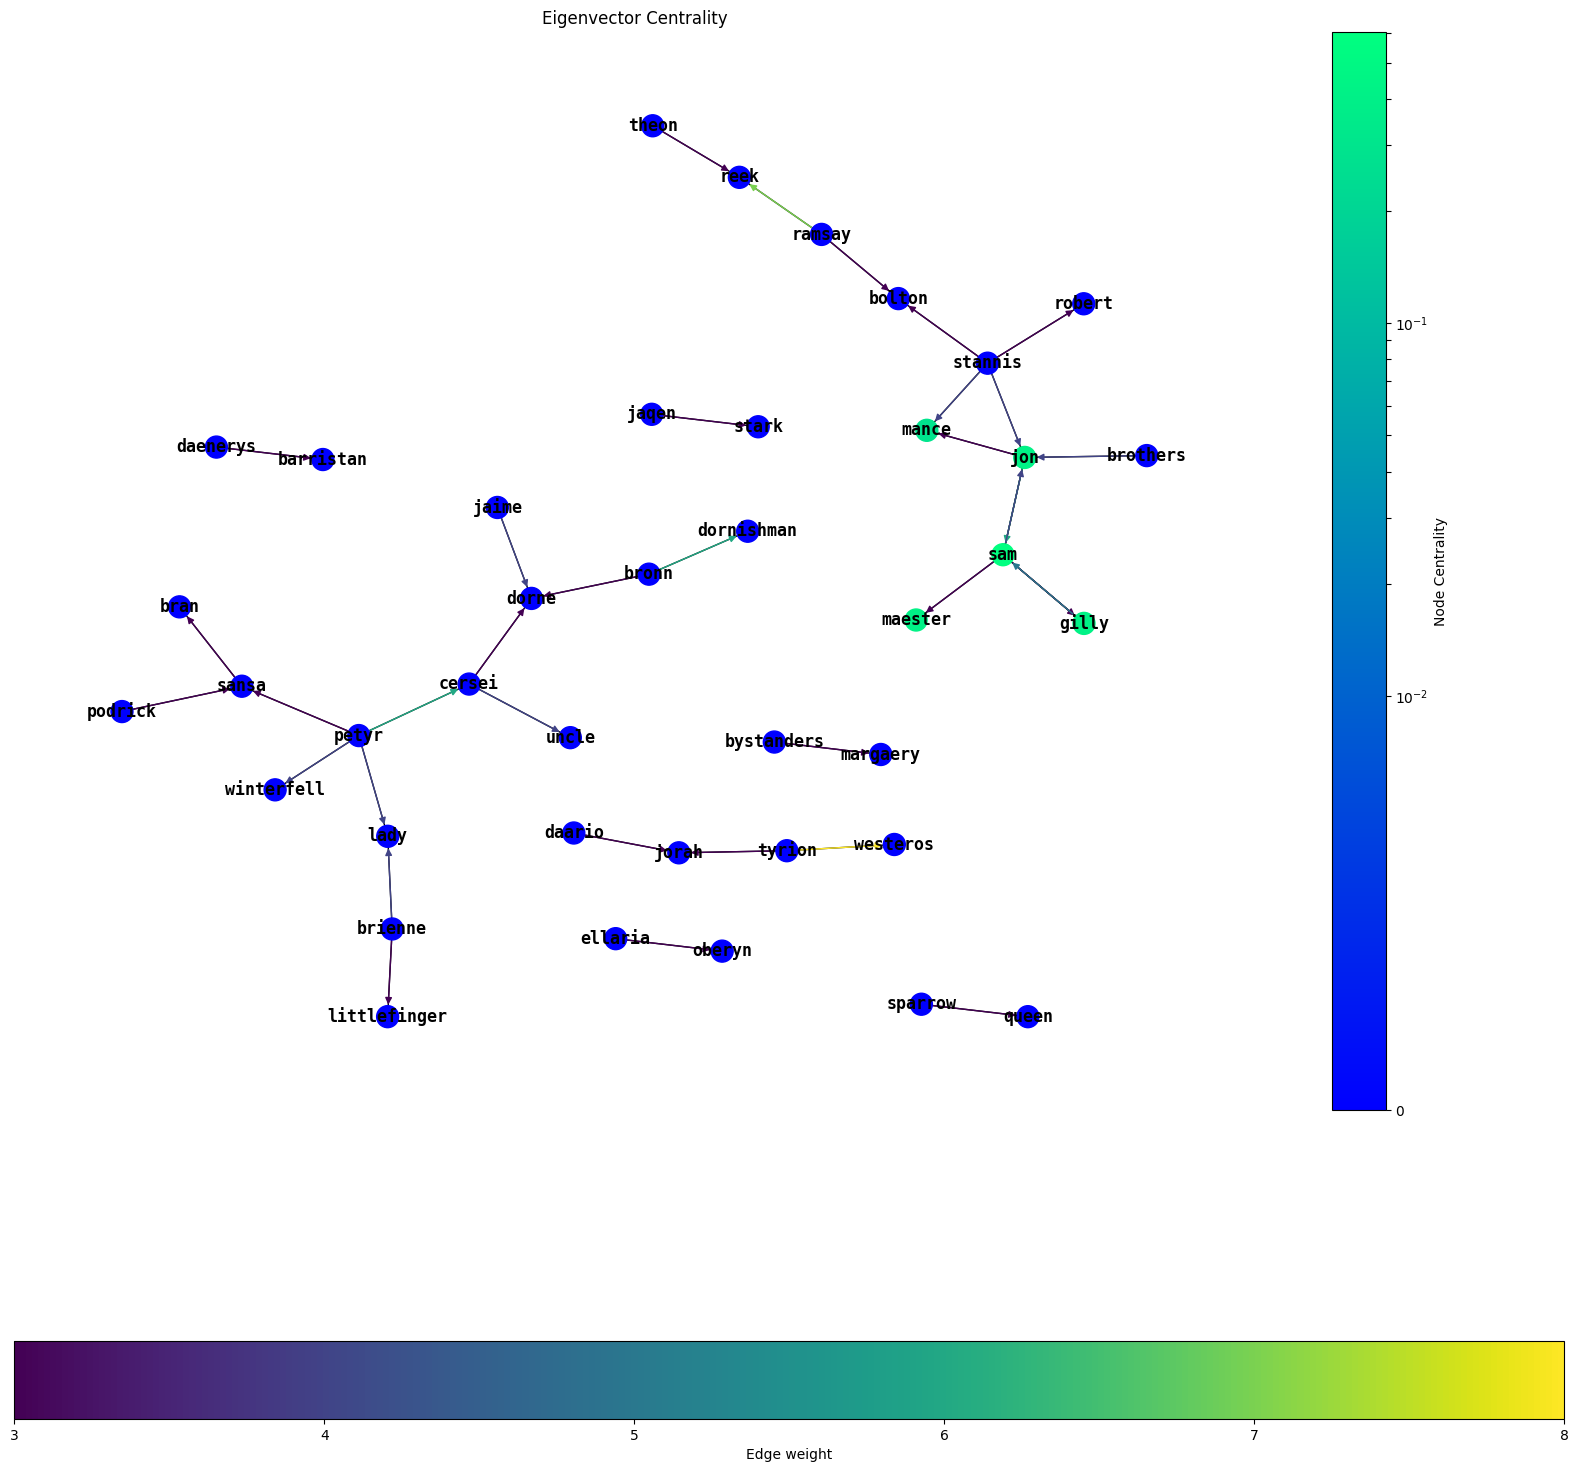 Eigenvector Centrality
theon
reek
ramsay
bolton
robert
stannis
jaqen
stark
mance
daenerys
barristan
jon
brothers
jaime
dornishman
sam
bronn
dorne
bran
maester
gilly
cersei
sansa
podrick
petyr
uncle
bystanders
margaery
winterfell
lady
daario
jorah
tyrion
westeros
brienne
ellaria
oberyn
sparrow
queen
littlefinger
10⁻¹
10⁻²
0
Node Centrality
3 4 5 6 7 8
Edge weight